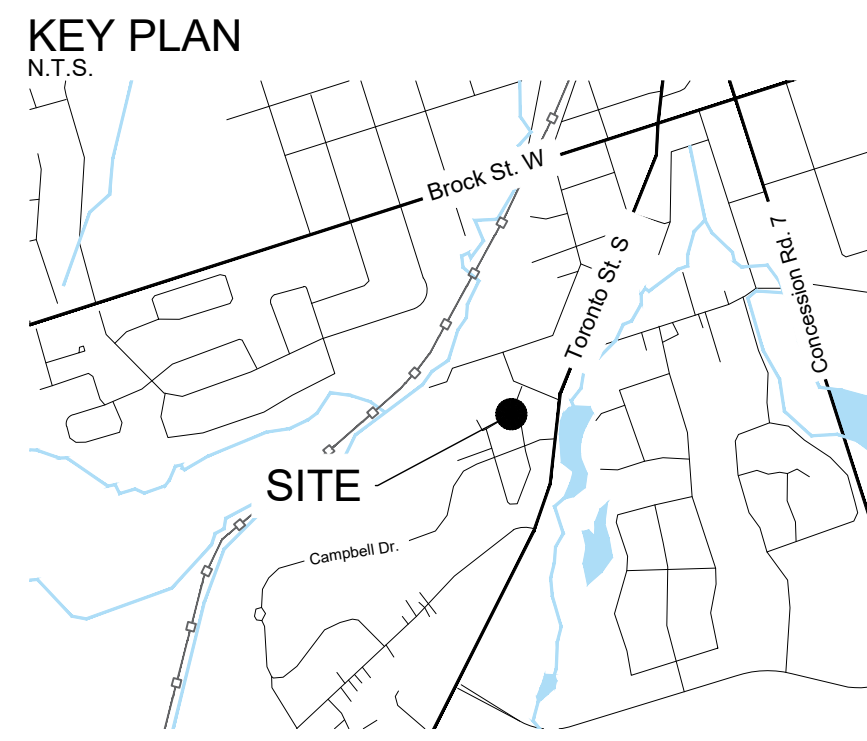 KEY PLAN
N.T.S.
Brock St. W
Toronto St. S
Concession Rd. 7
SITE
Campbell Dr.